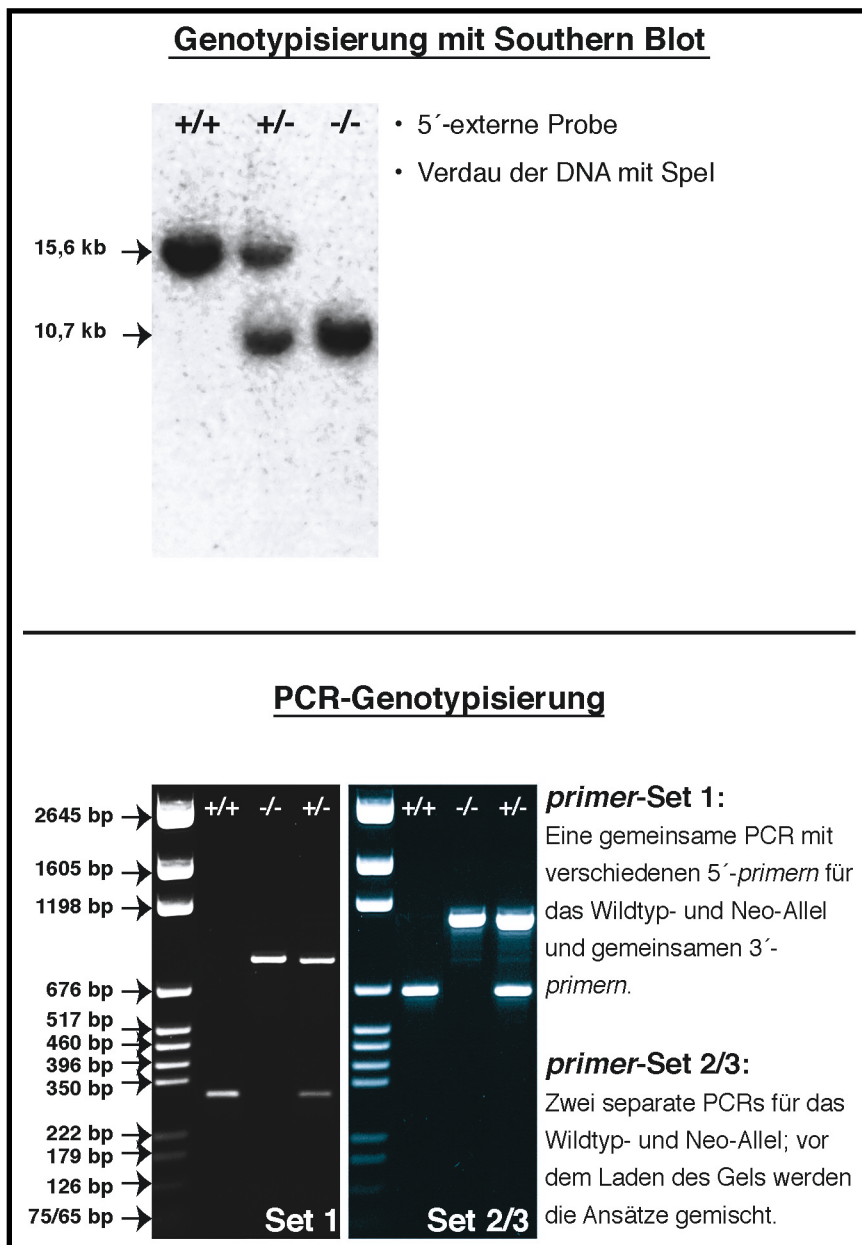 Genotypisierung mit Southern Blot
+/+ +/- -/-
• 5´-externe Probe
• Verdau der DNA mit SpeI
15,6 kb
10,7 kb
PCR-Genotypisierung
+/+ -/- +/-
+/+ -/- +/-
2645 bp
1605 bp
1198 bp
676 bp
517 bp
460 bp
396 bp
350 bp
222 bp
179 bp
126 bp
75/65 bp
Set 1
Set 2/3
primer-Set 1:
Eine gemeinsame PCR mit
verschiedenen 5´-primern für
das Wildtyp- und Neo-Allel
und gemeinsamen 3´-
primern.
primer-Set 2/3:
Zwei separate PCRs für das
Wildtyp- und Neo-Allel; vor
dem Laden des Gels werden
die Ansätze gemischt.